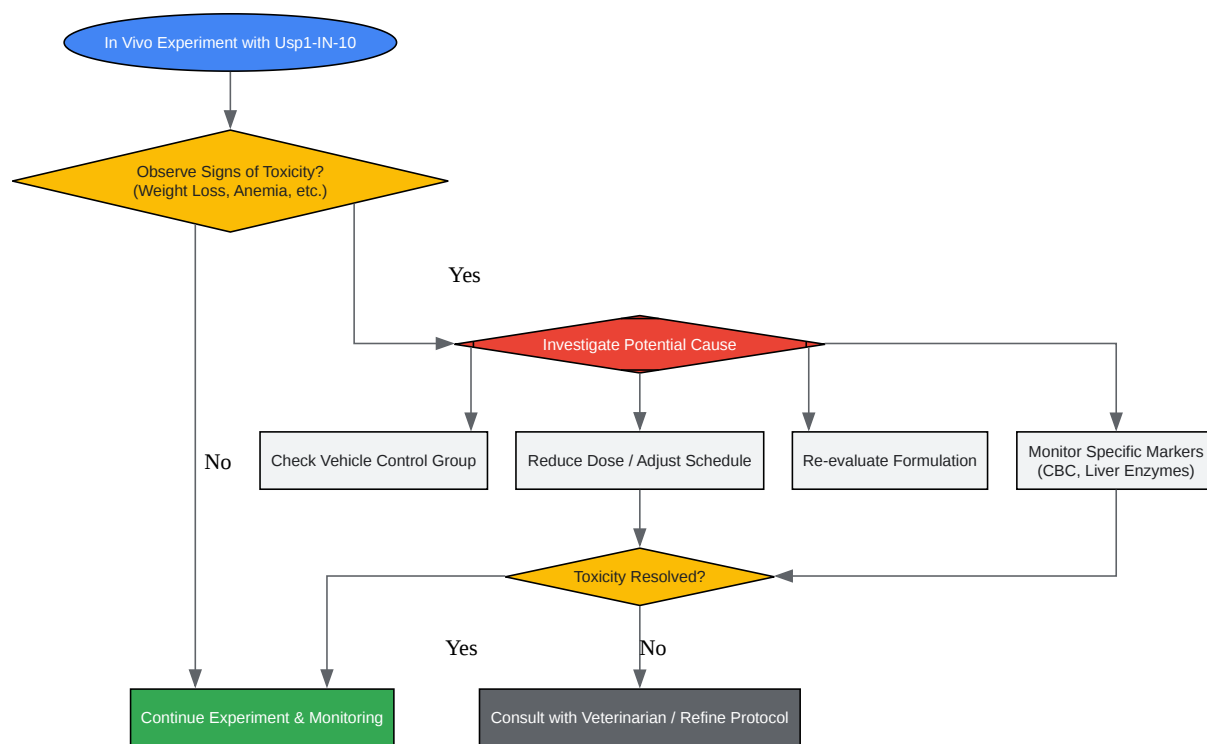 In Vivo Experiment with Usp1-IN-10
Observe Signs of Toxicity?
(Weight Loss, Anemia, etc.)
Yes
Investigate Potential Cause
No
Check Vehicle Control Group
Reduce Dose / Adjust Schedule
Re-evaluate Formulation
Monitor Specific Markers
(CBC, Liver Enzymes)
Toxicity Resolved?
Yes
No
Continue Experiment & Monitoring
Consult with Veterinarian / Refine Protocol